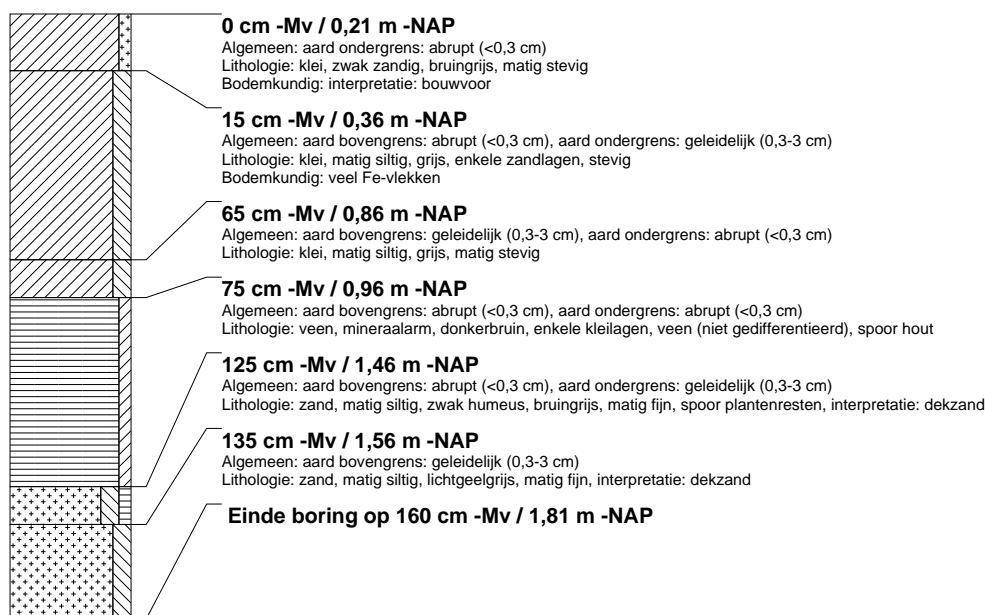 0 cm -Mv / 0,21 m -NAP
Algemeen: aard ondergrens: abrupt (<0,3 cm)
Lithologie: klei, zwak zandig, bruingrijs, matig stevig
Bodemkundig: interpretatie: bouwvoor
15 cm -Mv / 0,36 m -NAP
Algemeen: aard bovengrens: abrupt (<0,3 cm), aard ondergrens: geleidelijk (0,3-3 cm)
Lithologie: klei, matig siltig, grijs, enkele zandlagen, stevig
Bodemkundig: veel Fe-vlekken
65 cm -Mv / 0,86 m -NAP
Algemeen: aard bovengrens: geleidelijk (0,3-3 cm), aard ondergrens: abrupt (<0,3 cm)
Lithologie: klei, matig siltig, grijs, matig stevig
75 cm -Mv / 0,96 m -NAP
Algemeen: aard bovengrens: abrupt (<0,3 cm), aard ondergrens: abrupt (<0,3 cm)
Lithologie: veen, mineraalarm, donkerbruin, enkele kleilagen, veen (niet gedifferentieerd), spoor hout
125 cm -Mv / 1,46 m -NAP
Algemeen: aard bovengrens: abrupt (<0,3 cm), aard ondergrens: geleidelijk (0,3-3 cm)
Lithologie: zand, matig siltig, zwak humeus, bruingrijs, matig fijn, spoor plantenresten, interpretatie: dekzand
135 cm -Mv / 1,56 m -NAP
Algemeen: aard bovengrens: geleidelijk (0,3-3 cm)
Lithologie: zand, matig siltig, lichtgeelgrijs, matig fijn, interpretatie: dekzand
Einde boring op 160 cm -Mv / 1,81 m -NAP